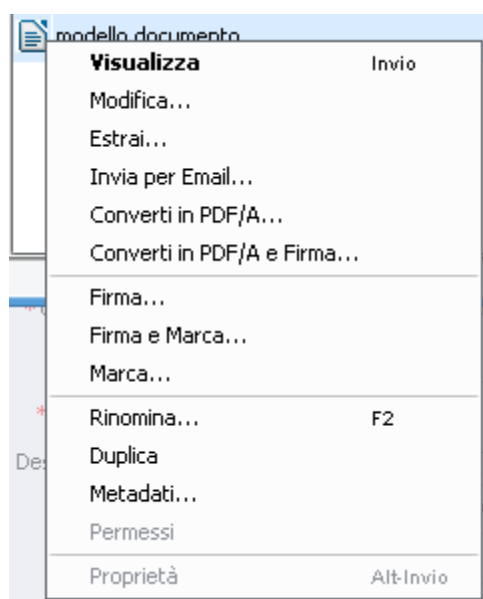 modello documento
Visualizza Invio
Modifica...
Estrai...
Invia per Email...
Converti in PDF/A...
Converti in PDF/A e Firma...
Firma...
Firma e Marca...
Marca...
Rinomina... F2
Duplica
Metadati...
Permessi
Proprietà Alt-Invio